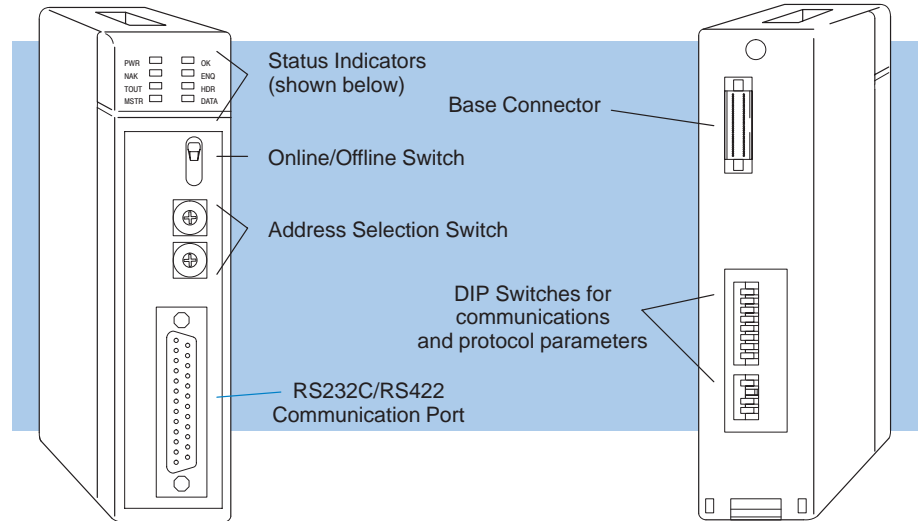 PWR OK
NAK ENQ
TOUT HDR
MSTR DATA
Status Indicators
(shown below)
Online/Offline Switch
Address Selection Switch
RS232C/RS422
Communication Port
Base Connector
DIP Switches for
communications
and protocol parameters